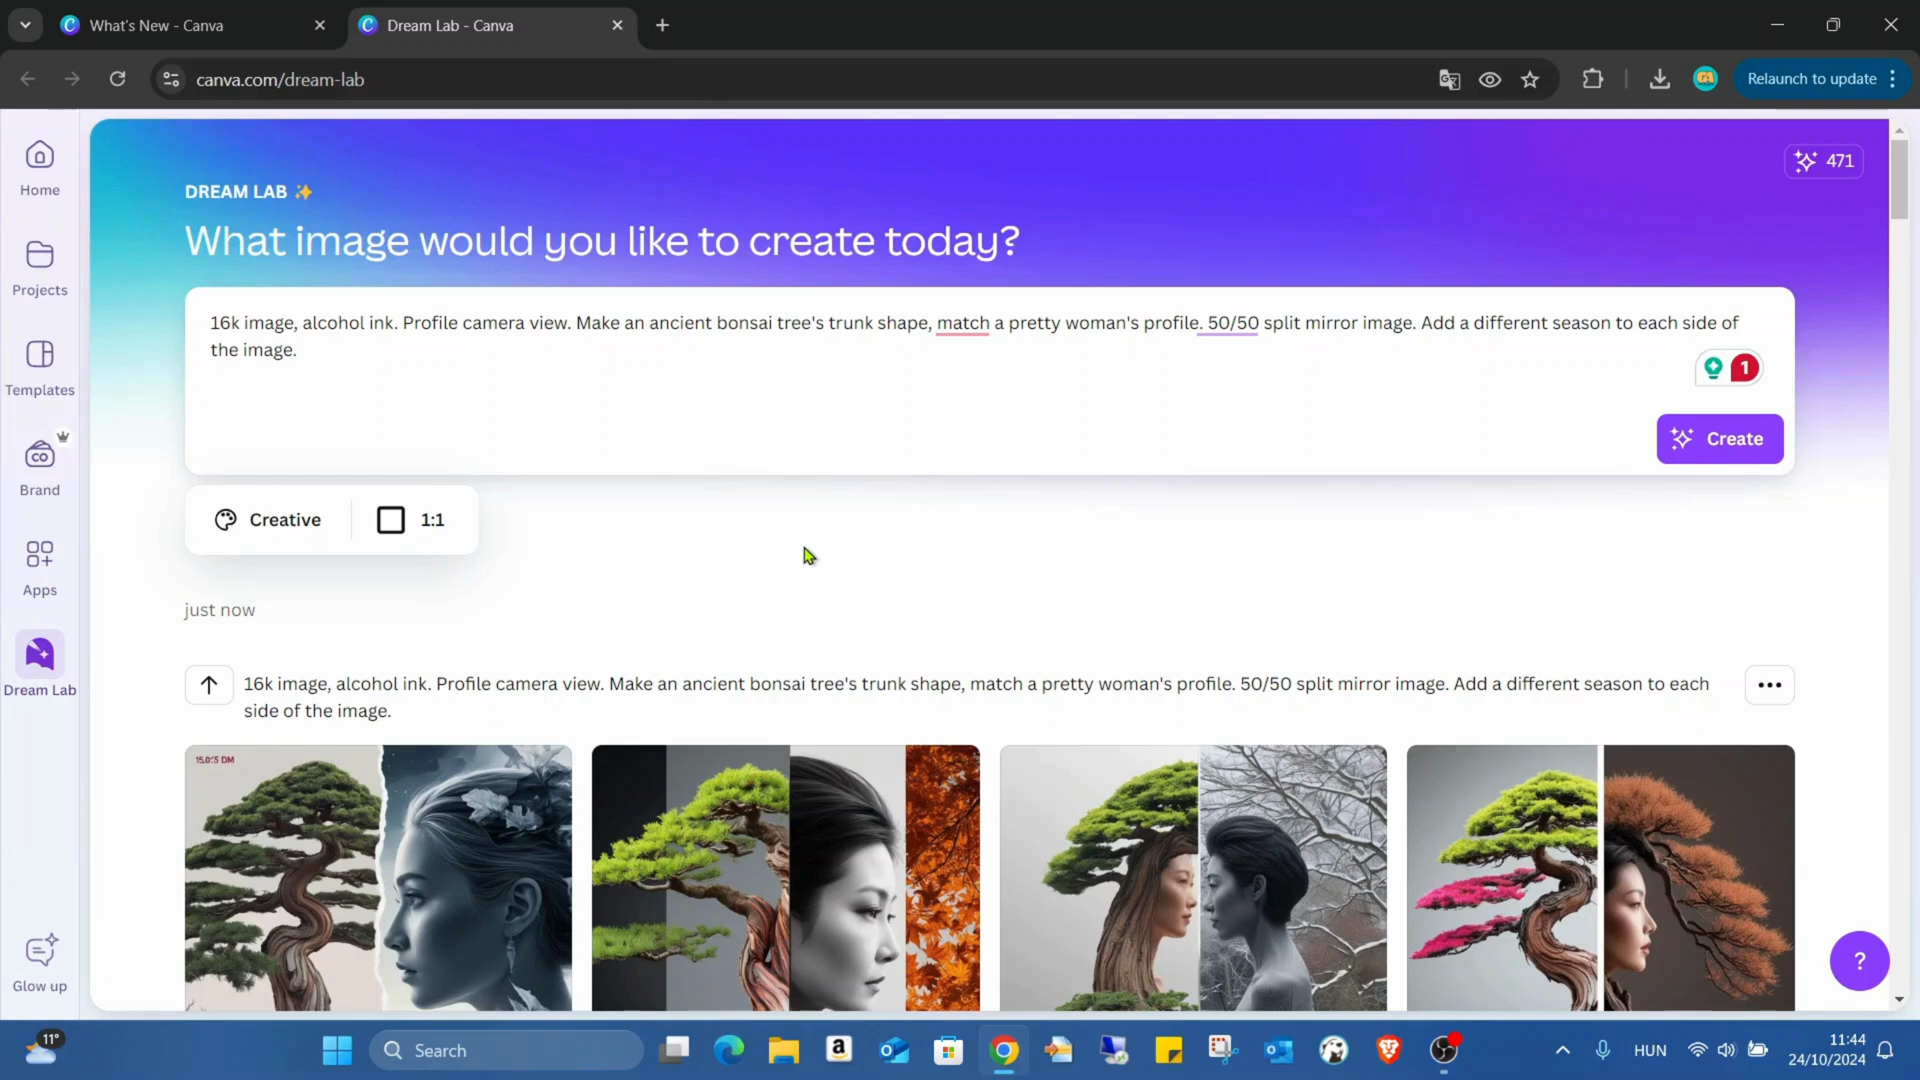 What's New - Canva
Dream Lab - Canva
canva.com/dream-lab
Relaunch to update
Home
Projects
Templates
Brand
Apps
Dream Lab
Glow up
471
DREAM LAB
What image would you like to create today?
16k image, alcohol ink. Profile camera view. Make an ancient bonsai tree's trunk shape, match a pretty woman's profile. 50/50 split mirror image. Add a different season to each side of
the image.
1
Create
Creative
1:1
just now
16k image, alcohol ink. Profile camera view. Make an ancient bonsai tree's trunk shape, match a pretty woman's profile. 50/50 split mirror image. Add a different season to each
side of the image.
?
11°
Search
HUN
11:44
24/10/2024